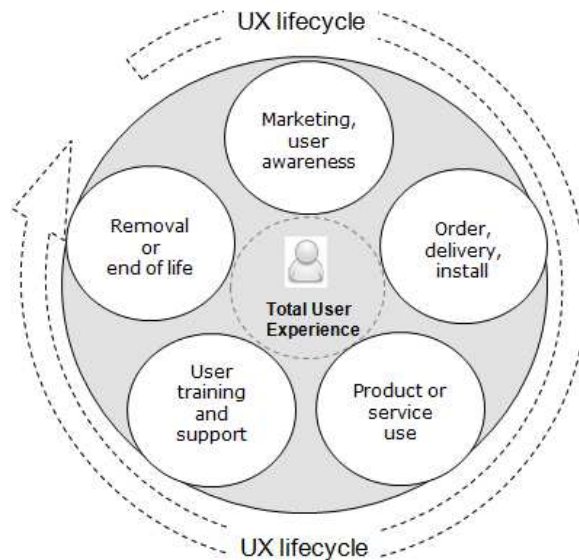 UX lifecycle
Marketing,
user
awareness
Order,
delivery,
install
Product or
service
use
User
training
and
support
Removal
or
end of life
Total User
Experience
UX lifecycle